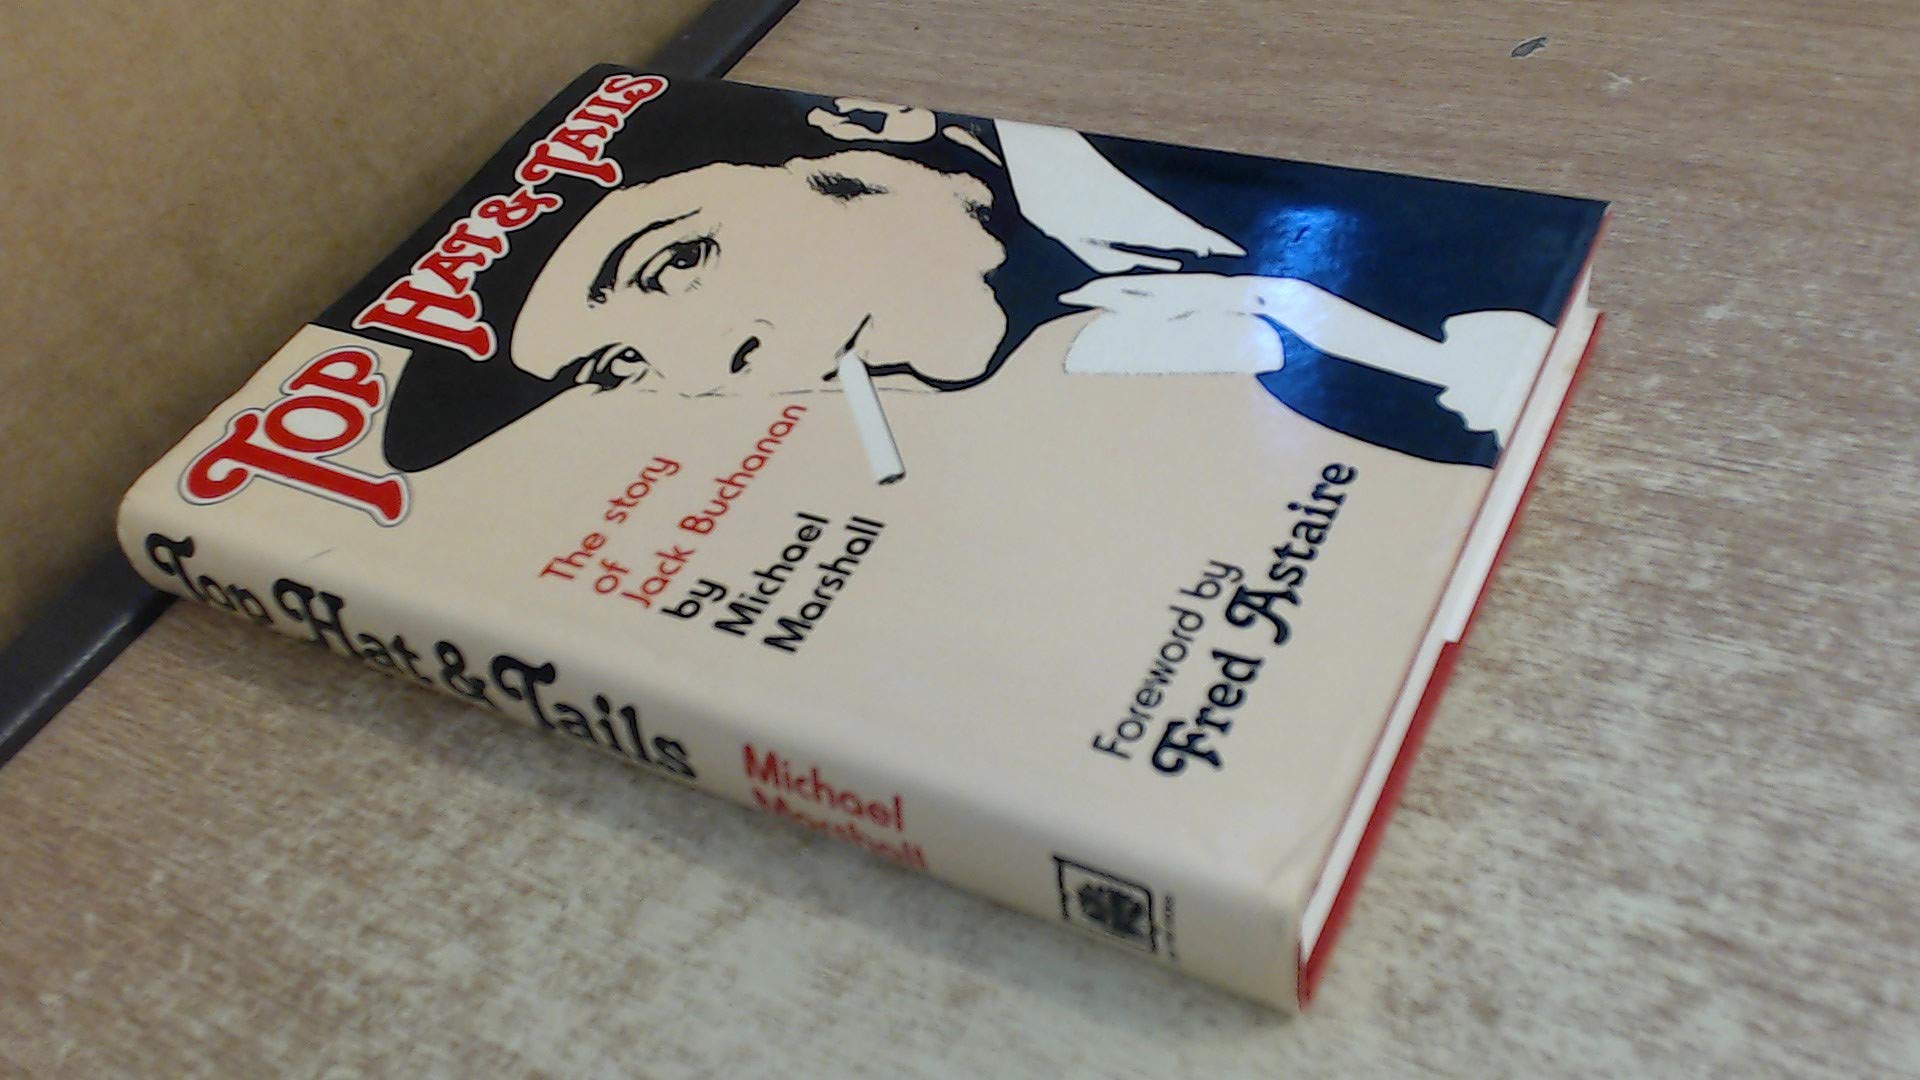 TOP HAT & TAILS
The story
of
Jack Buchanan
by
Michael
Marshall
Foreword by
Fred Astaire
Top Hat & Tails
Michael
Marshall